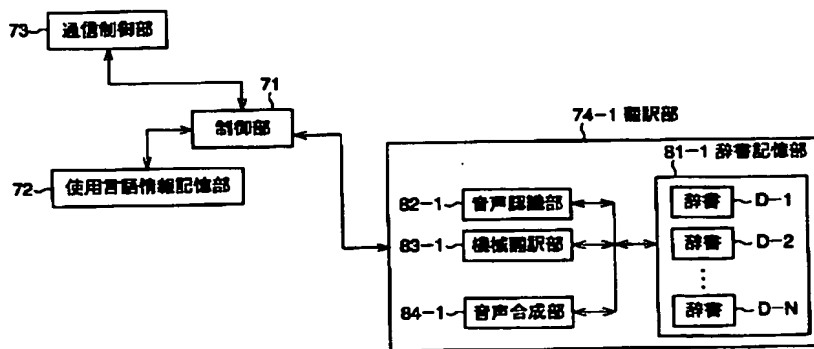 73 通信制御部
71
制御部
72 使用言語情報記憶部
74-1 翻訳部
81-1 辞書記憶部
82-1 音声認識部
83-1 機械翻訳部
84-1 音声合成部
辞書 D-1
辞書 D-2
⋮
辞書 D-N